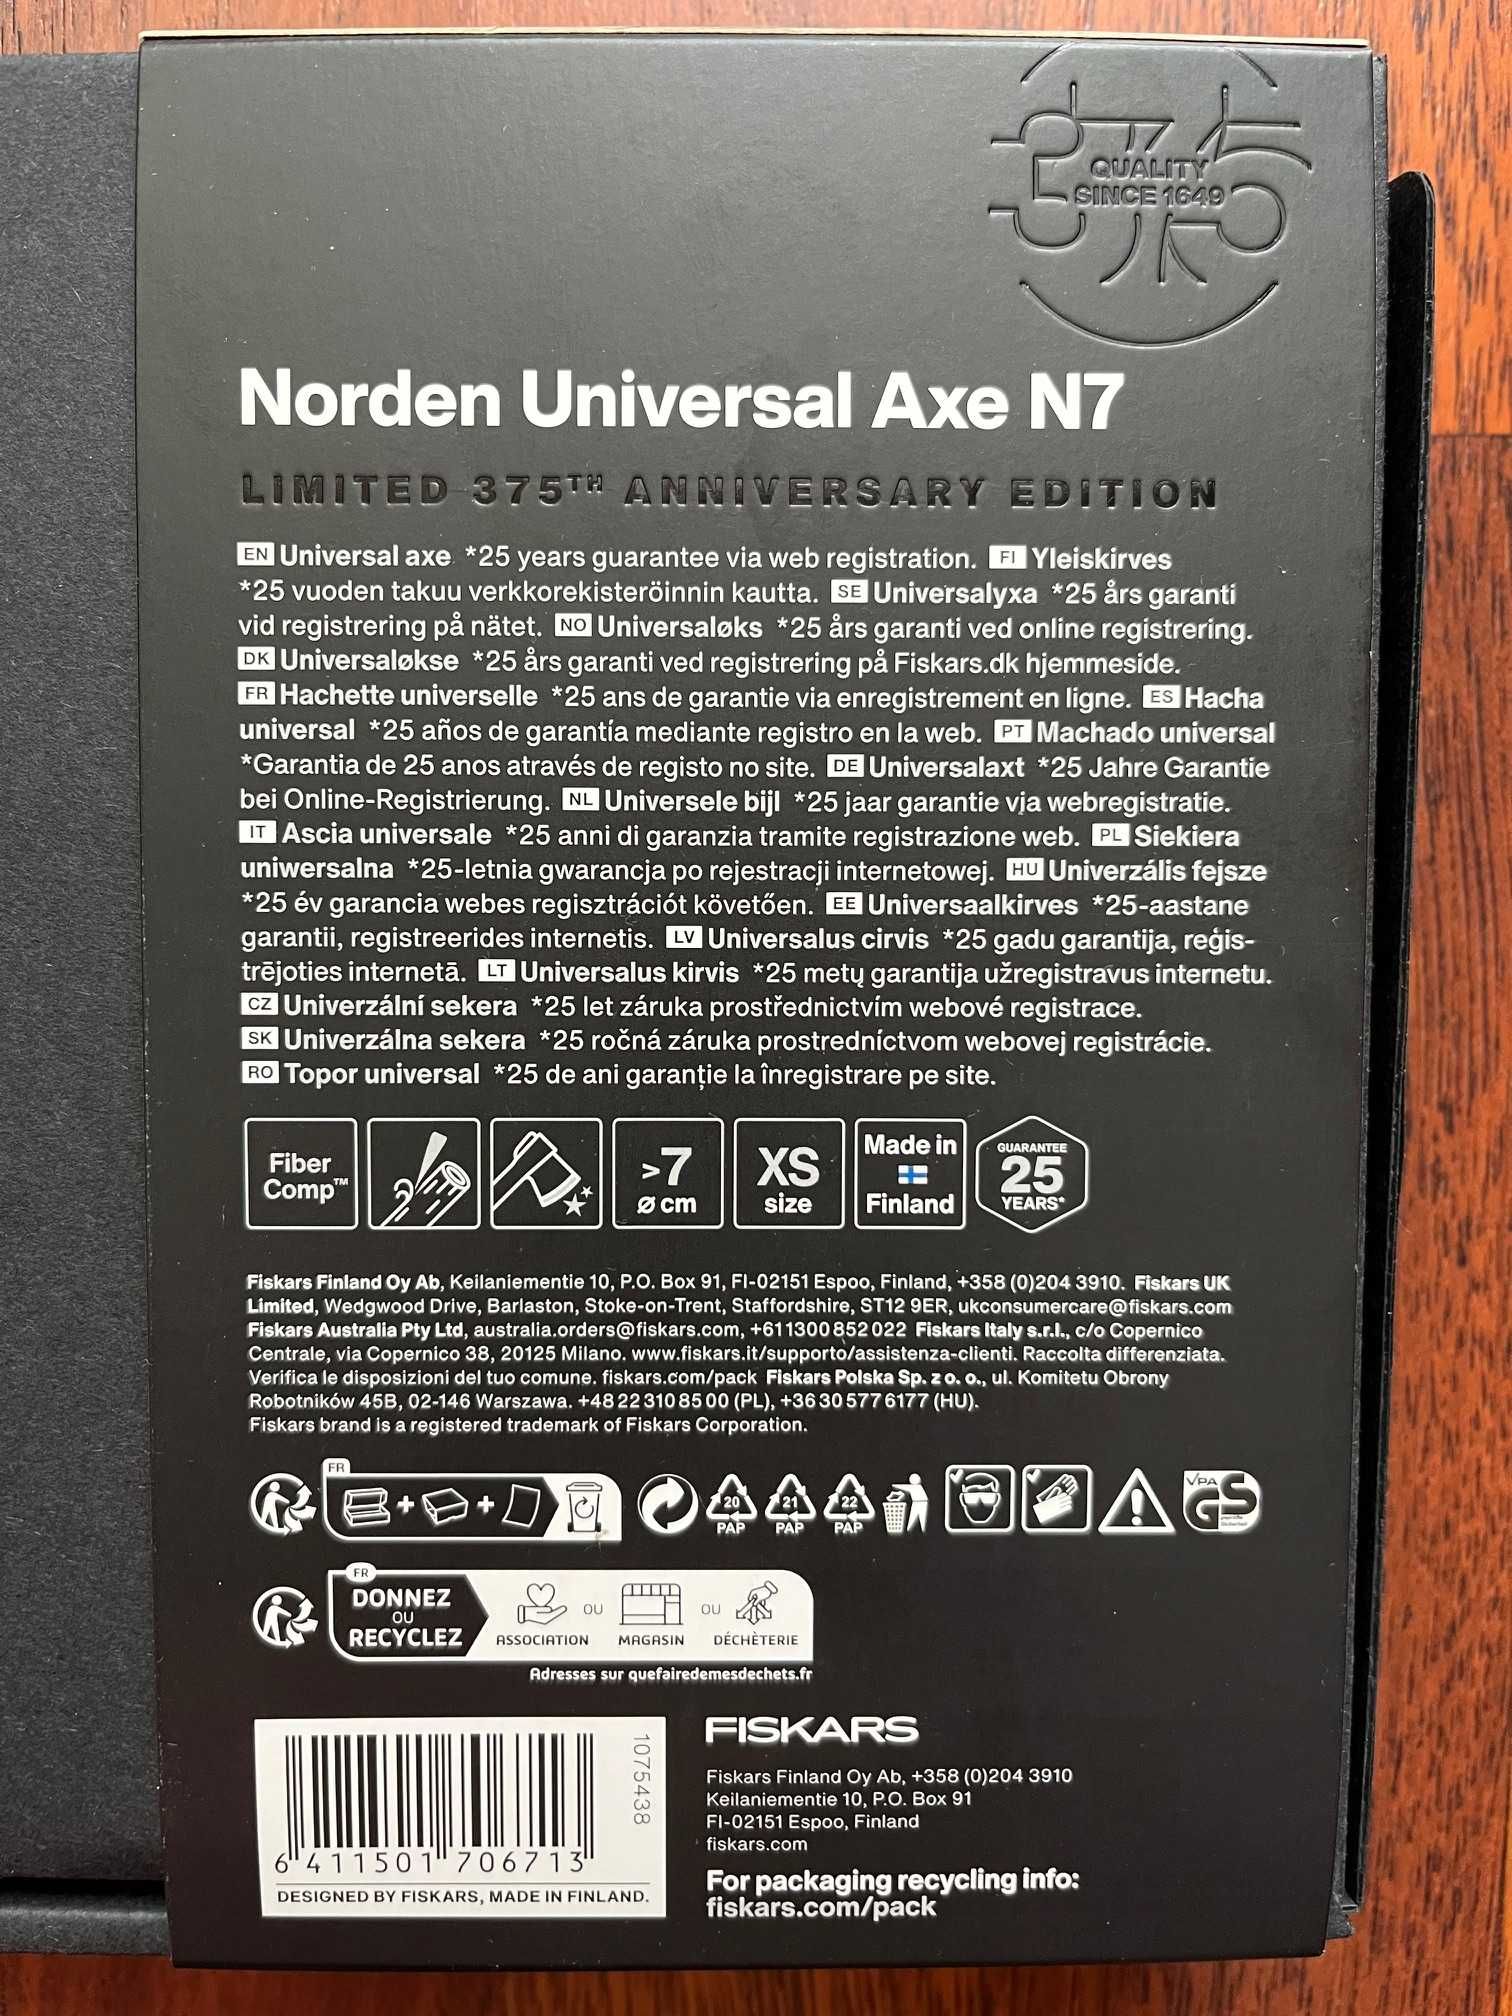 375
QUALITY
SINCE 1649
Norden Universal Axe N7
LIMITED 375TH ANNIVERSARY EDITION
EN Universal axe *25 years guarantee via web registration. FI Yleiskirves
*25 vuoden takuu verkkorekisteröinnin kautta. SE Universalyxa *25 års garanti
vid registrering på nätet. NO Universaløks *25 års garanti ved online registrering.
DK Universaløkse *25 års garanti ved registrering på Fiskars.dk hjemmeside.
FR Hachette universelle *25 ans de garantie via enregistrement en ligne. ES Hacha
universal *25 años de garantía mediante registro en la web. PT Machado universal
*Garantia de 25 anos através de registo no site. DE Universalaxt *25 Jahre Garantie
bei Online-Registrierung. NL Universele bijl *25 jaar garantie via webregistratie.
IT Ascia universale *25 anni di garanzia tramite registrazione web. PL Siekiera
uniwersalna *25-letnia gwarancja po rejestracji internetowej. HU Univerzális fejsze
*25 év garancia webes regisztrációt követően. EE Universaalkirves *25-aastane
garantii, registreerides internetis. LV Universalus cirvis *25 gadu garantija, reģis-
trējoties internetā. LT Universalus kirvis *25 metų garantija užregistravus internetu.
CZ Univerzální sekera *25 let záruka prostřednictvím webové registrace.
SK Univerzálna sekera *25 ročná záruka prostredníctvom webovej registrácie.
RO Topor universal *25 de ani garanție la înregistrare pe site.
Fiber
Comp™
>7
ø cm
XS
size
Made in
Finland
GUARANTEE
25
YEARS*
Fiskars Finland Oy Ab, Keilaniementie 10, P.O. Box 91, FI-02151 Espoo, Finland, +358 (0)204 3910. Fiskars UK
Limited, Wedgwood Drive, Barlaston, Stoke-on-Trent, Staffordshire, ST12 9ER, ukconsumercare@fiskars.com
Fiskars Australia Pty Ltd, australia.orders@fiskars.com, +61 1300 852 022 Fiskars Italy s.r.l., c/o Copernico
Centrale, via Copernico 38, 20125 Milano. www.fiskars.it/supporto/assistenza-clienti. Raccolta differenziata.
Verifica le disposizioni del tuo comune. fiskars.com/pack Fiskars Polska Sp. z o. o., ul. Komitetu Obrony
Robotników 45B, 02-146 Warszawa. +48 22 310 85 00 (PL), +36 30 577 6177 (HU).
Fiskars brand is a registered trademark of Fiskars Corporation.
FR
+ +
20
PAP
21
PAP
22
PAP
VPA
GS
FR
DONNEZ
OU
RECYCLEZ
ASSOCIATION
OU
MAGASIN
OU
DÉCHÈTERIE
Adresses sur quefairedemesdechets.fr
1075438
6 411501 706713
DESIGNED BY FISKARS, MADE IN FINLAND.
FISKARS
Fiskars Finland Oy Ab, +358 (0)204 3910
Keilaniementie 10, P.O. Box 91
FI-02151 Espoo, Finland
fiskars.com
For packaging recycling info:
fiskars.com/pack